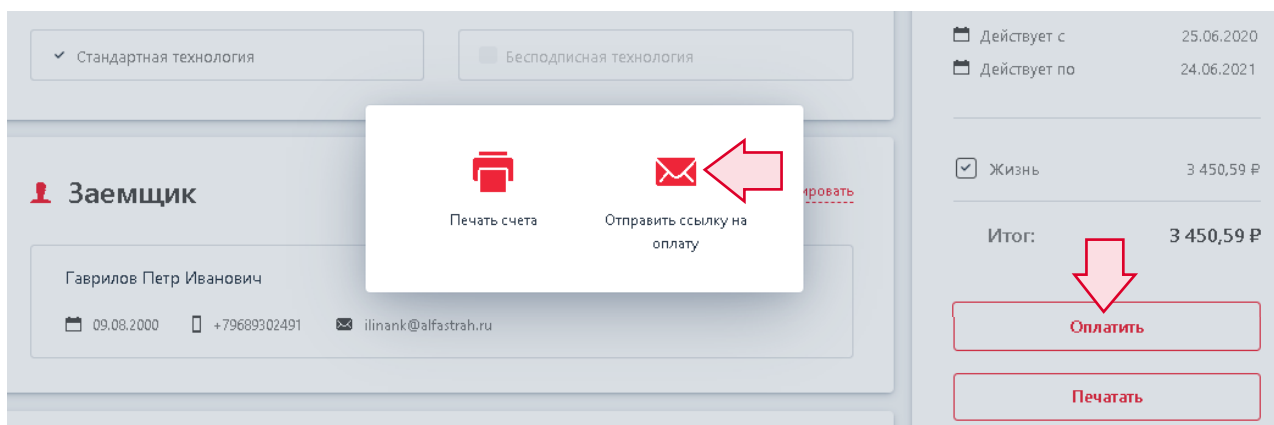 Стандартная технология
Бесподписная технология
Действует с 25.06.2020
Действует по 24.06.2021
Заемщик
ировать
Печать счета
Отправить ссылку на
оплату
Жизнь 3 450,59 ₽
Итог: 3 450,59 ₽
Гаврилов Петр Иванович
09.08.2000 +79689302491 ilinank@alfastrah.ru
Оплатить
Печатать